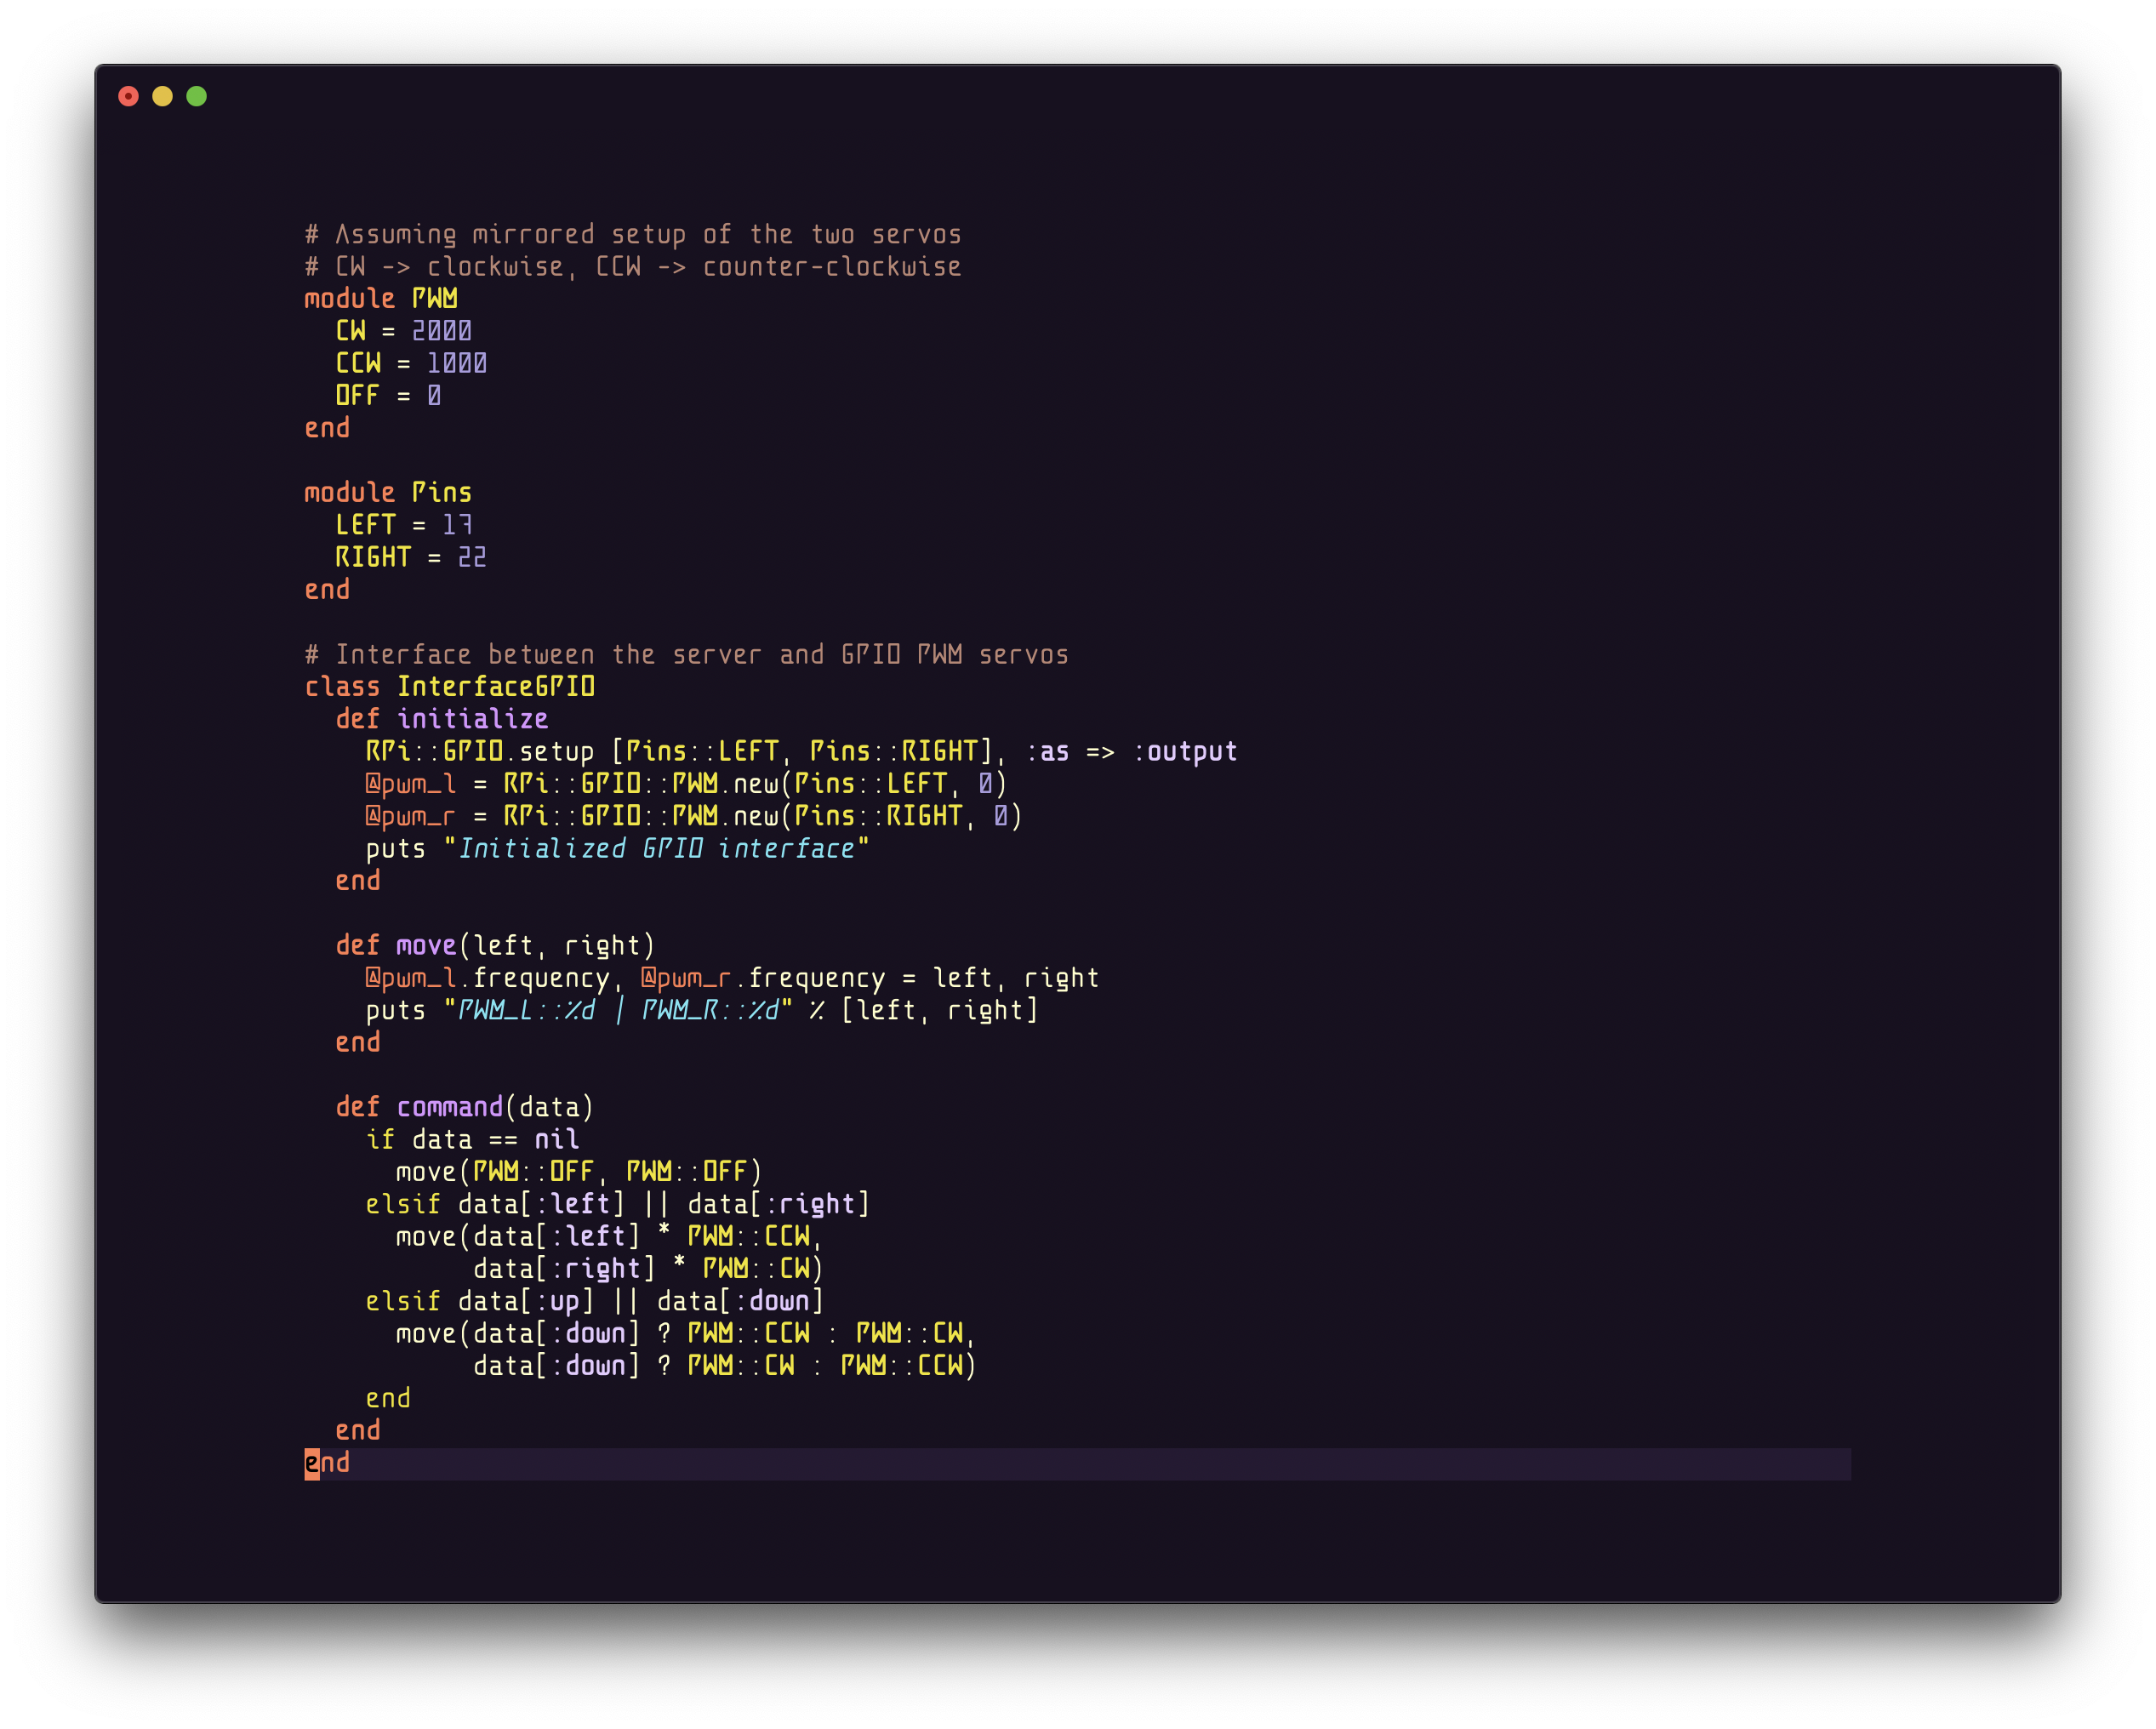 # Assuming mirrored setup of the two servos
# CW -> clockwise, CCW -> counter-clockwise
module PWM
  CW = 2000
  CCW = 1000
  OFF = 0
end

module Pins
  LEFT = 17
  RIGHT = 22
end

# Interface between the server and GPIO PWM servos
class InterfaceGPIO
  def initialize
    RPi::GPIO.setup [Pins::LEFT, Pins::RIGHT], :as => :output
    @pwm_l = RPi::GPIO::PWM.new(Pins::LEFT, 0)
    @pwm_r = RPi::GPIO::PWM.new(Pins::RIGHT, 0)
    puts "Initialized GPIO interface"
  end

  def move(left, right)
    @pwm_l.frequency, @pwm_r.frequency = left, right
    puts "PWM_L::%d | PWM_R::%d" % [left, right]
  end

  def command(data)
    if data == nil
      move(PWM::OFF, PWM::OFF)
    elsif data[:left] || data[:right]
      move(data[:left] * PWM::CCW,
           data[:right] * PWM::CW)
    elsif data[:up] || data[:down]
      move(data[:down] ? PWM::CCW : PWM::CW,
           data[:down] ? PWM::CW : PWM::CCW)
    end
  end
end